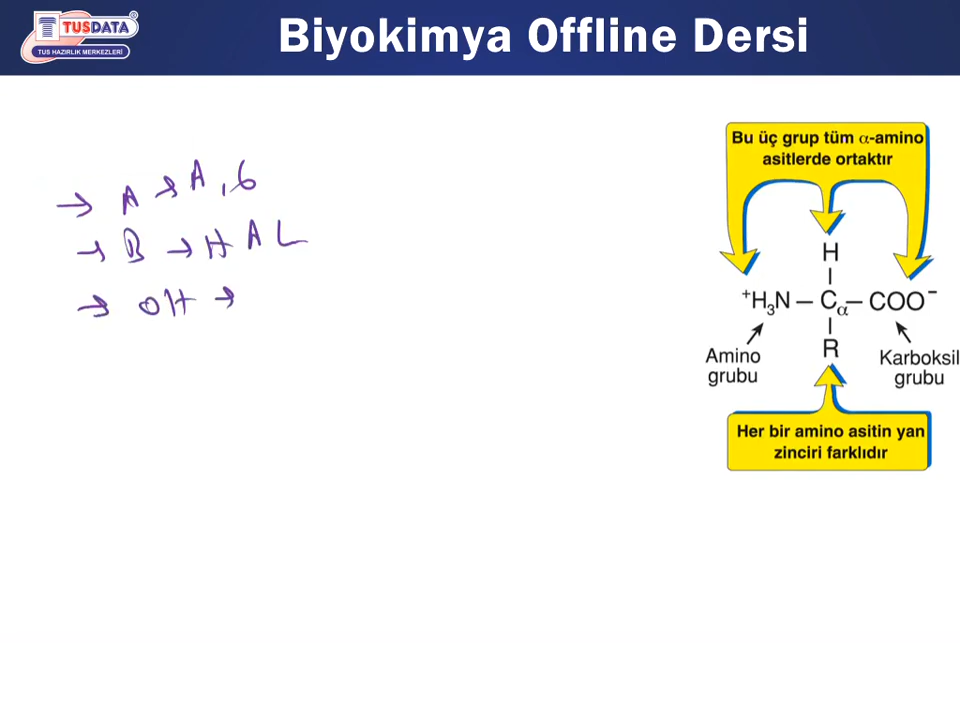 TUSDATA
TUS HAZIRLIK MERKEZLERİ
Biyokimya Offline Dersi
→ A → A, G
→ B → H A L
→ OH →
Bu üç grup tüm α-amino
asitlerde ortaktır
H
⁺H₃N — Cα — COO⁻
R
Amino
grubu
Karboksil
grubu
Her bir amino asitin yan
zinciri farklıdır